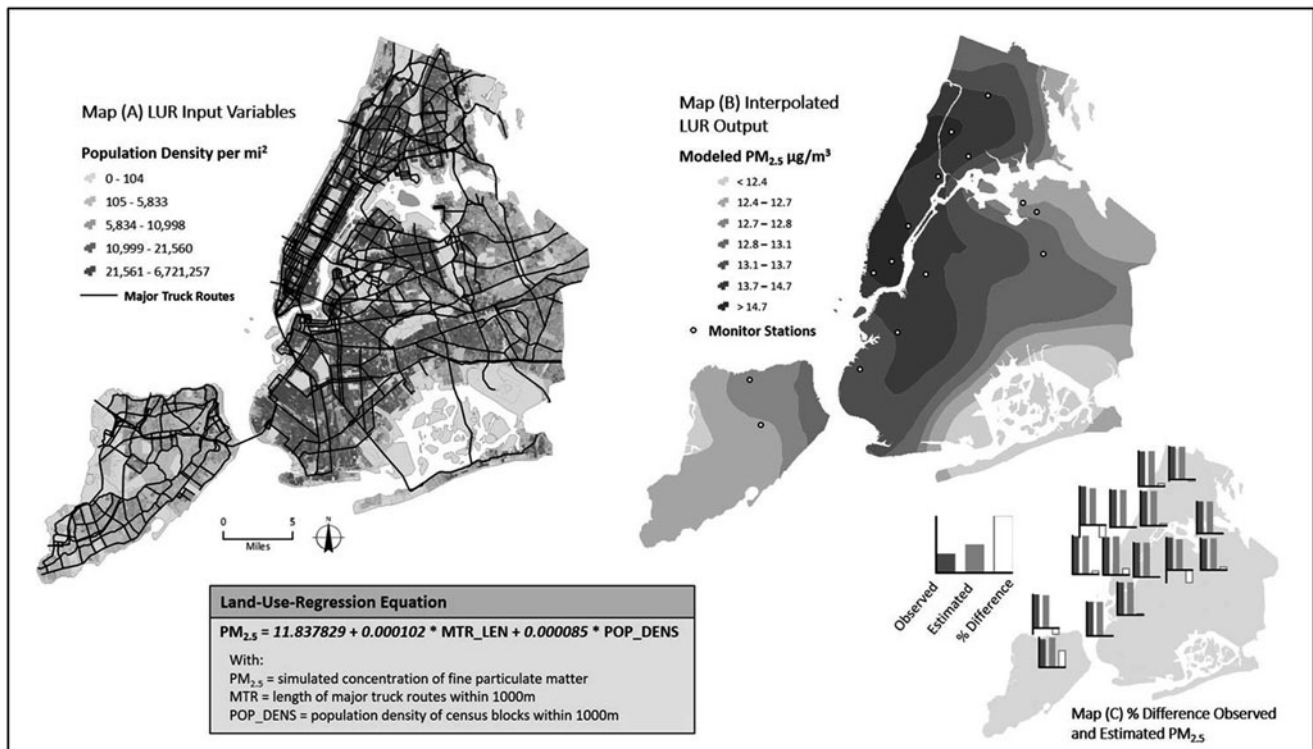 Map (A) LUR Input Variables
Population Density per mi²
0 - 104
105 - 5,833
5,834 - 10,998
10,999 - 21,560
21,561 - 6,721,257
Major Truck Routes
0 5
Miles
N
Map (B) Interpolated
LUR Output
Modeled PM₂.₅ µg/m³
< 12.4
12.4 – 12.7
12.7 – 12.8
12.8 – 13.1
13.1 – 13.7
13.7 – 14.7
> 14.7
Monitor Stations
Land-Use-Regression Equation
PM₂.₅ = 11.837829 + 0.000102 * MTR_LEN + 0.000085 * POP_DENS
With:
PM₂.₅ = simulated concentration of fine particulate matter
MTR = length of major truck routes within 1000m
POP_DENS = population density of census blocks within 1000m
Observed
Estimated
% Difference
Map (C) % Difference Observed
and Estimated PM₂.₅